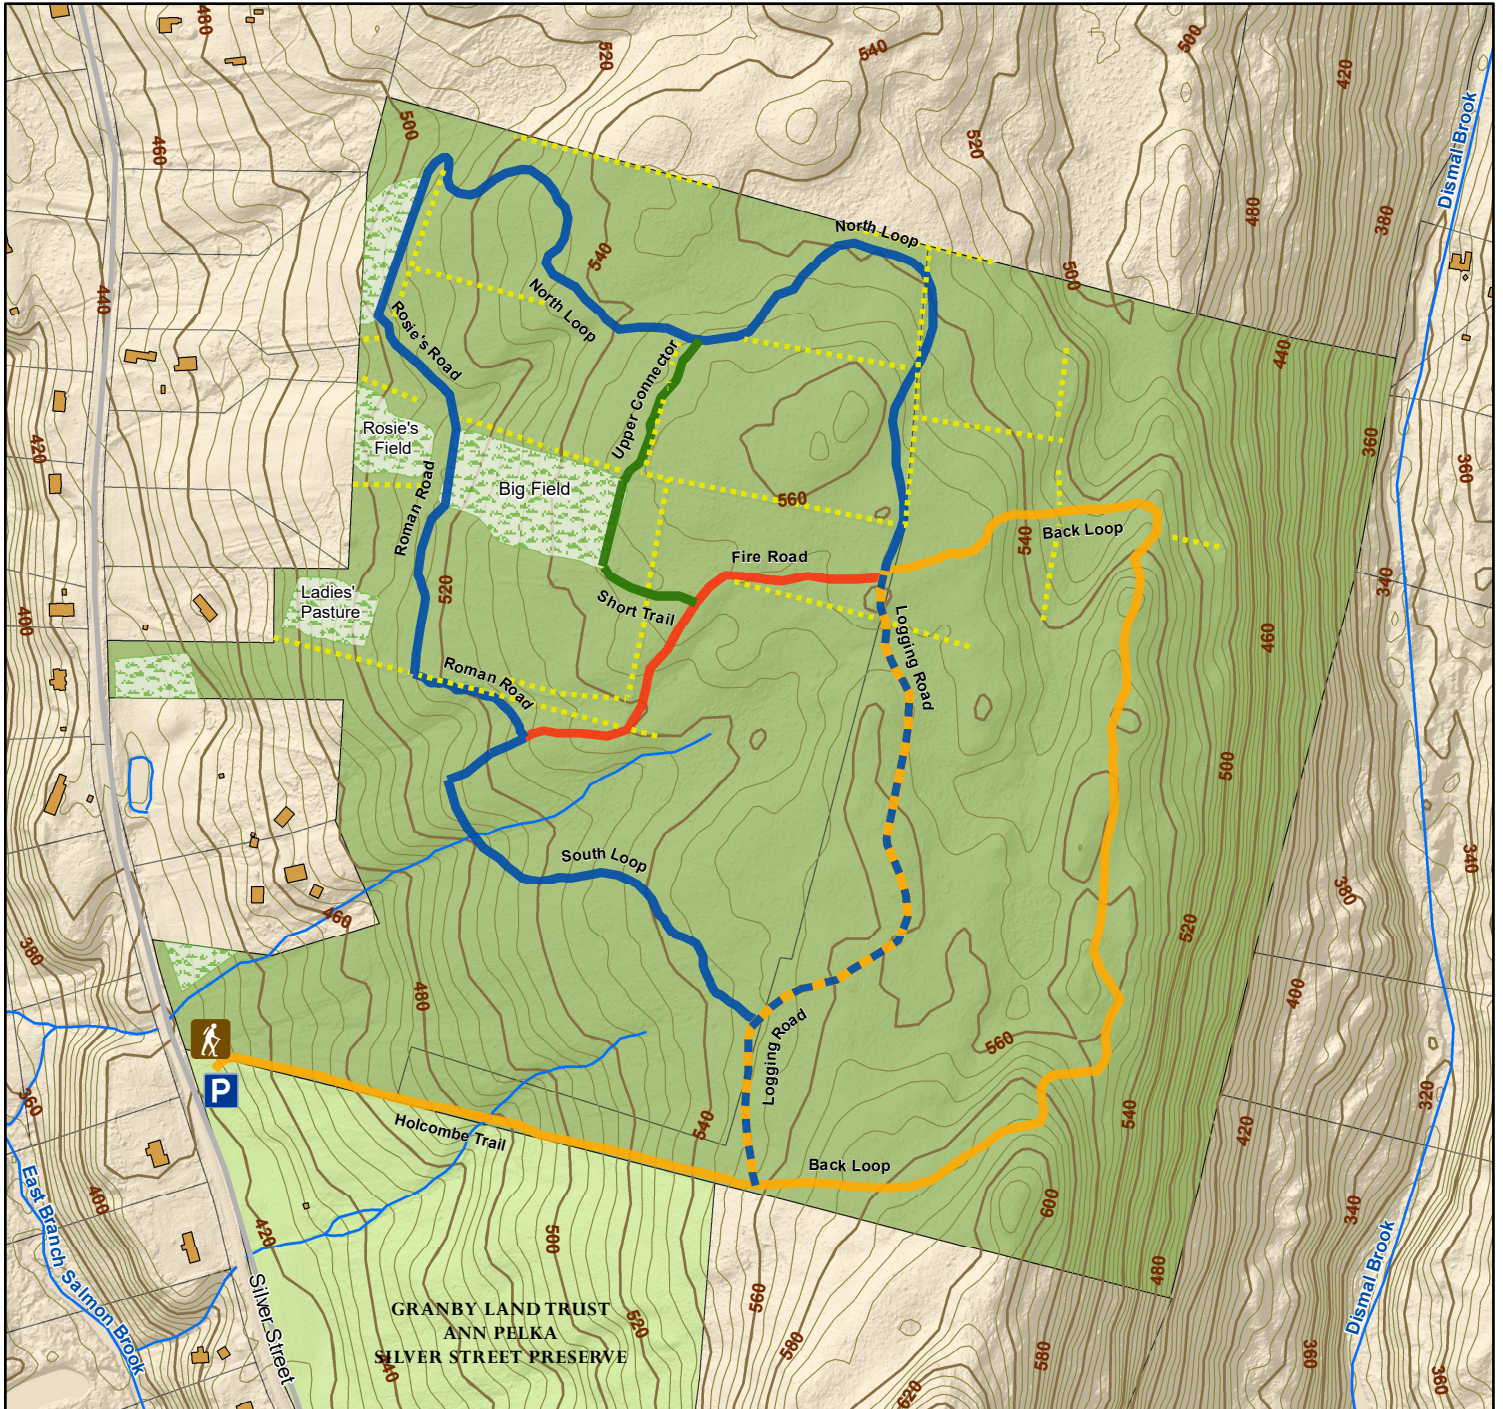 480
520
540
500
420
Dismal Brook
460
500
520
480
380
North Loop
540
500
440
North Loop
440
Rosie's Road
Upper Connector
420
Rosie's
Field
360
360
Roman Road
Big Field
560
Back Loop
540
Fire Road
340
520
Ladies'
Pasture
Short Trail
400
460
Logging Road
Roman Road
500
South Loop
340
380
460
520
380
480
400
Logging Road
560
P
360
320
540
420
Holcombe Trail
540
Back Loop
East Branch Salmon Brook
400
420
500
600
340
480
Dismal Brook
Silver Street
560
GRANBY LAND TRUST
ANN PELKA
SILVER STREET PRESERVE
520
580
580
360
440
620
360